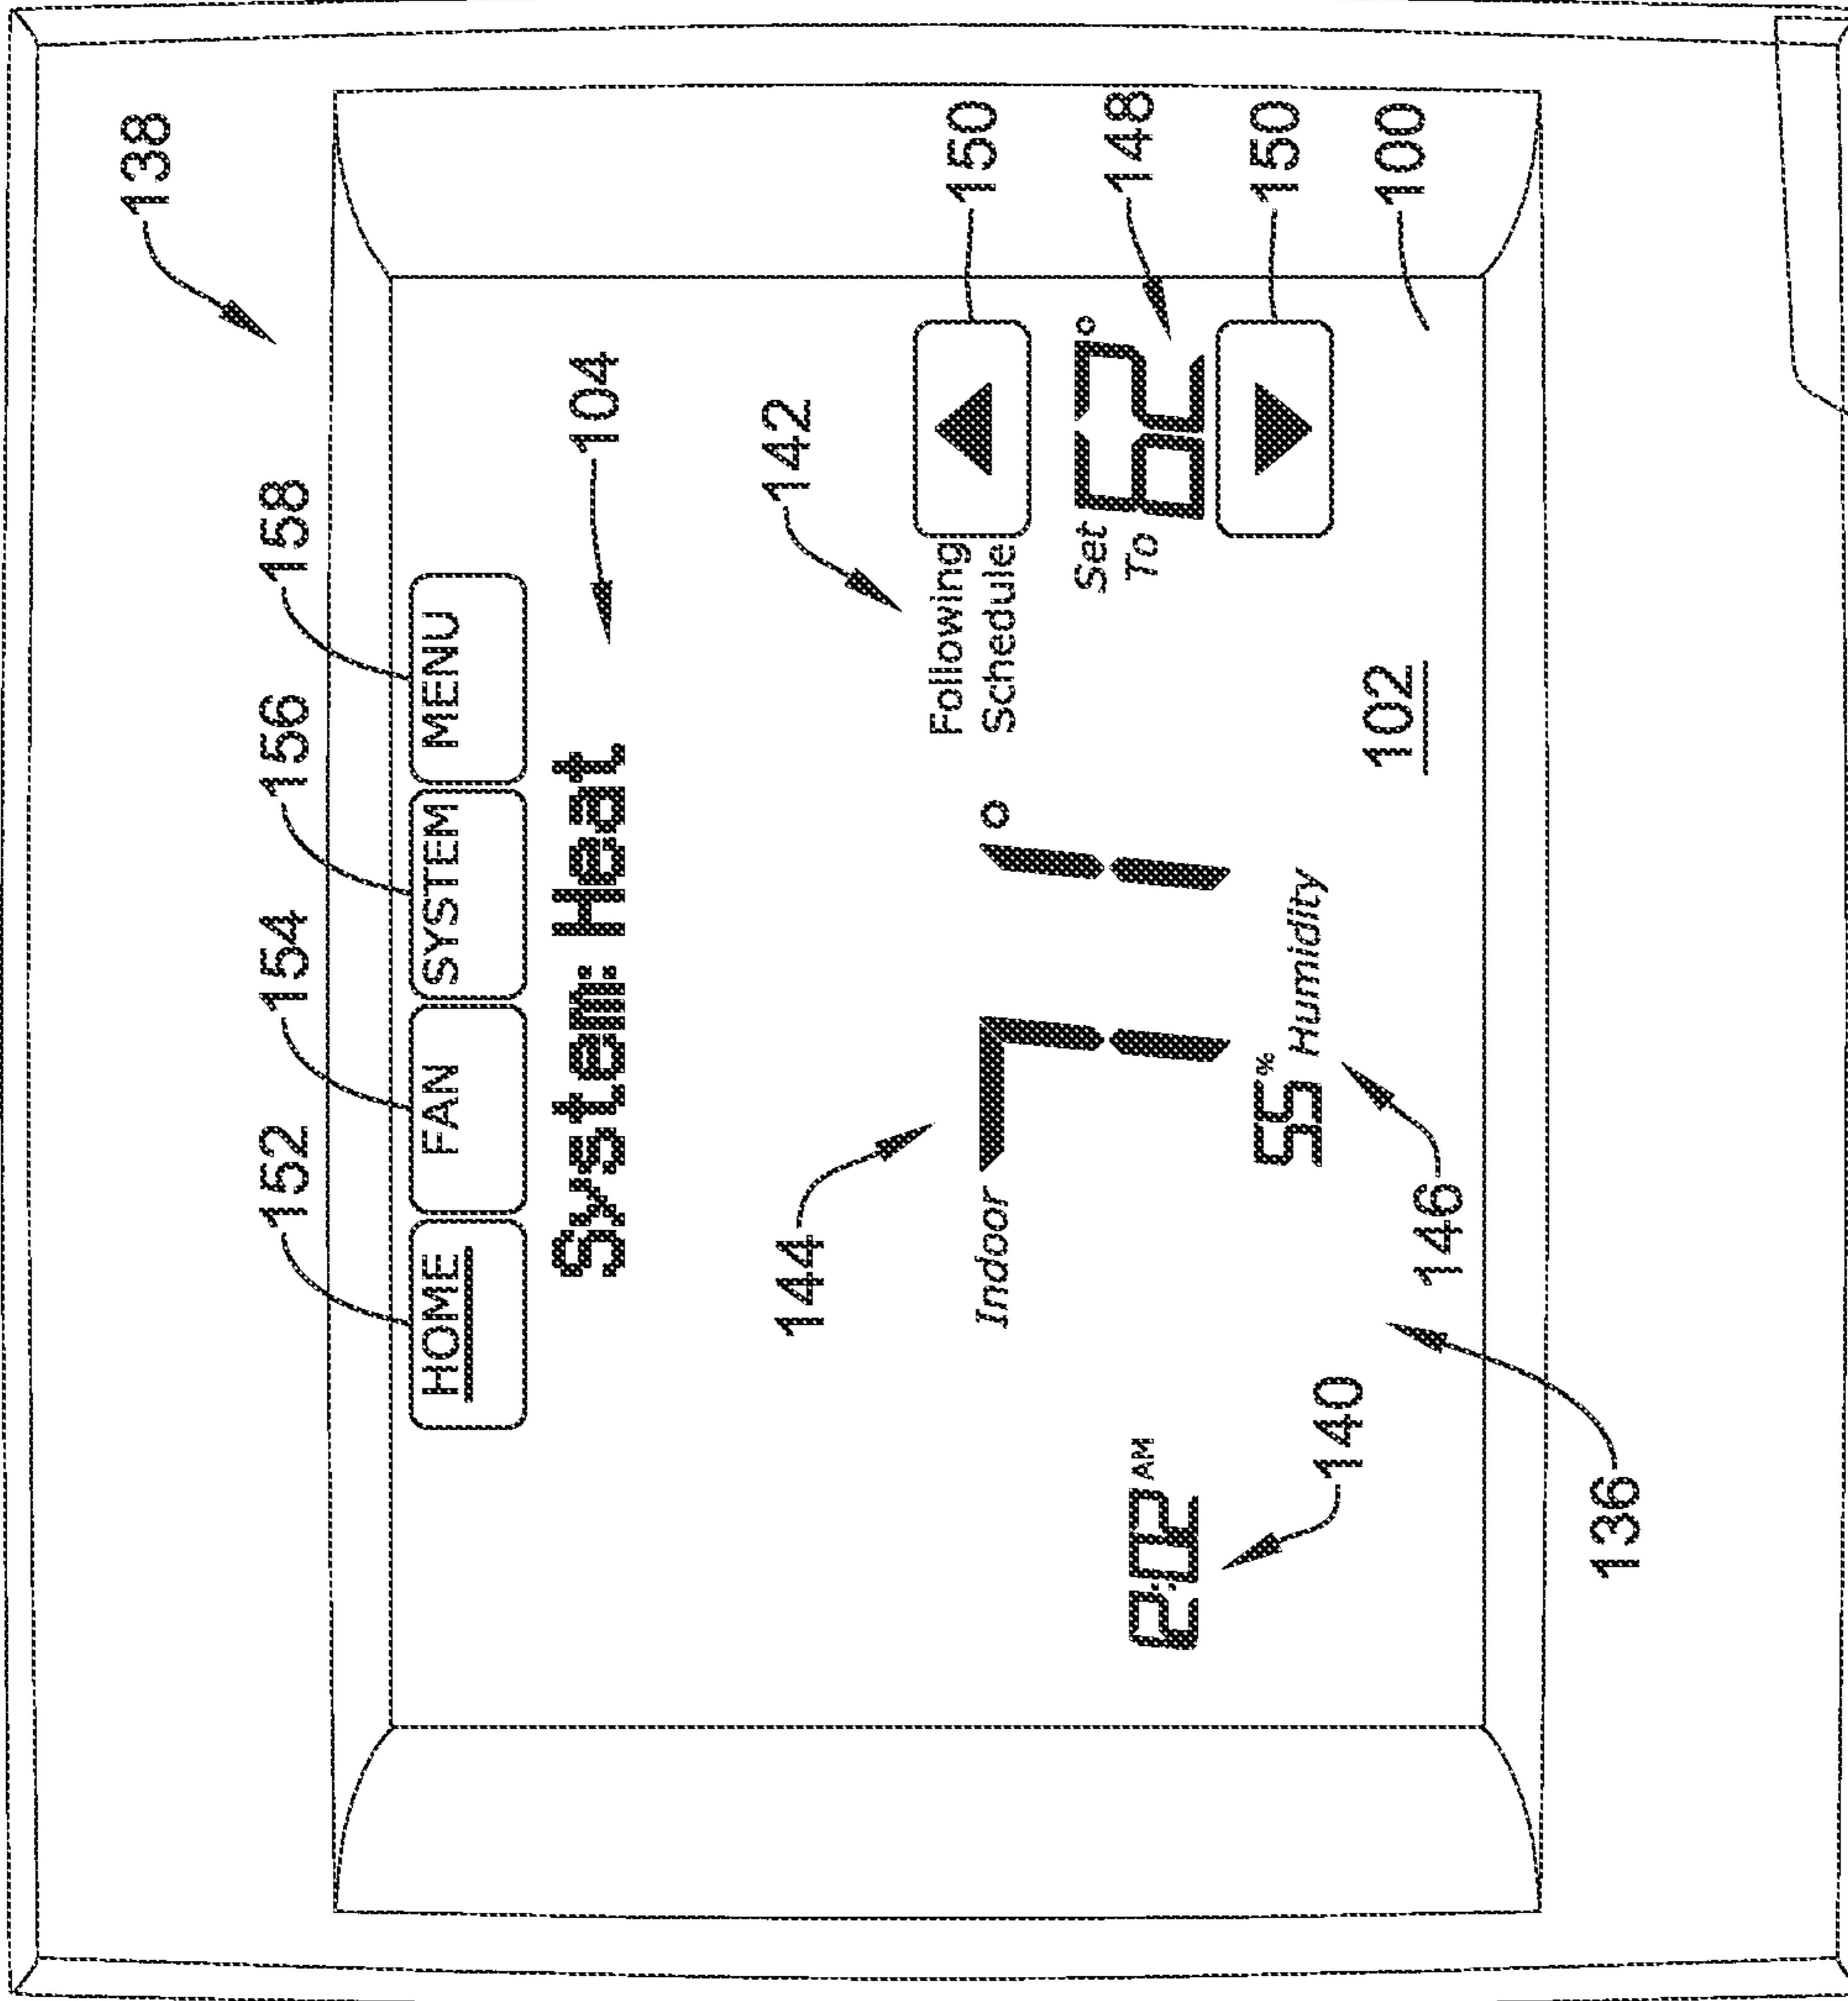 138
152 154 156 158
HOME FAN SYSTEM MENU
System: Heat
104
144
142
Following
Schedule
150
Indoor 71°
Set
To
62°
148
2:02 AM
55%
Humidity
150
140
102
100
146
136